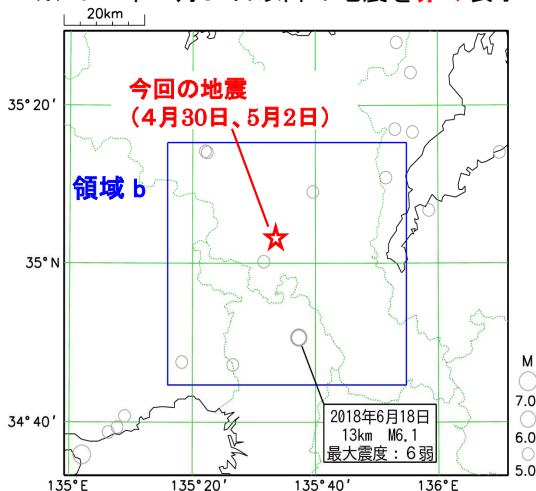 20km
35°20'
今回の地震
（４月30日、5月2日）
領域ｂ
35°N
34°40'
2018年6月18日
13km M6.1
最大震度：６弱
M
7.0
6.0
5.0
135°E
135°20'
135°40'
136°E